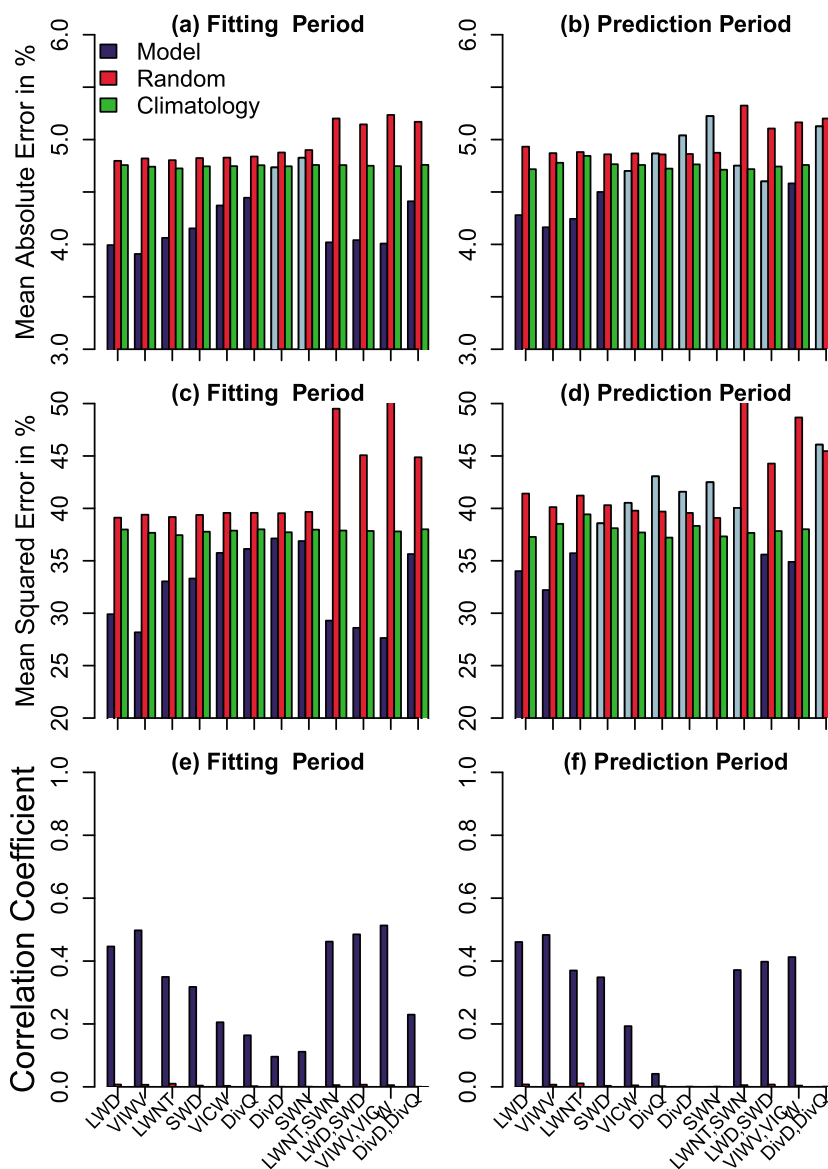 (a) Fitting Period
(b) Prediction Period
Mean Absolute Error in %
6.0
5.0
4.0
3.0
Model
Random
Climatology
6.0
5.0
4.0
3.0
(c) Fitting Period
(d) Prediction Period
Mean Squared Error in %
50
45
40
35
30
25
20
50
45
40
35
30
25
20
(e) Fitting Period
(f) Prediction Period
Correlation Coefficient
1.0
0.8
0.6
0.4
0.2
0.0
1.0
0.8
0.6
0.4
0.2
0.0
LWD
VIWV
LWNT
SWD
VICW
DivQ
DivD
SWN
LWNT,SWN
LWD,SWD
VIWV,VIC
W
DivD,DivQ
LWD
VIWV
LWNT
SWD
VICW
DivQ
DivD
SWN
LWNT,SWN
LWD,SWD
VIWV,VIC
W
DivD,DivQ